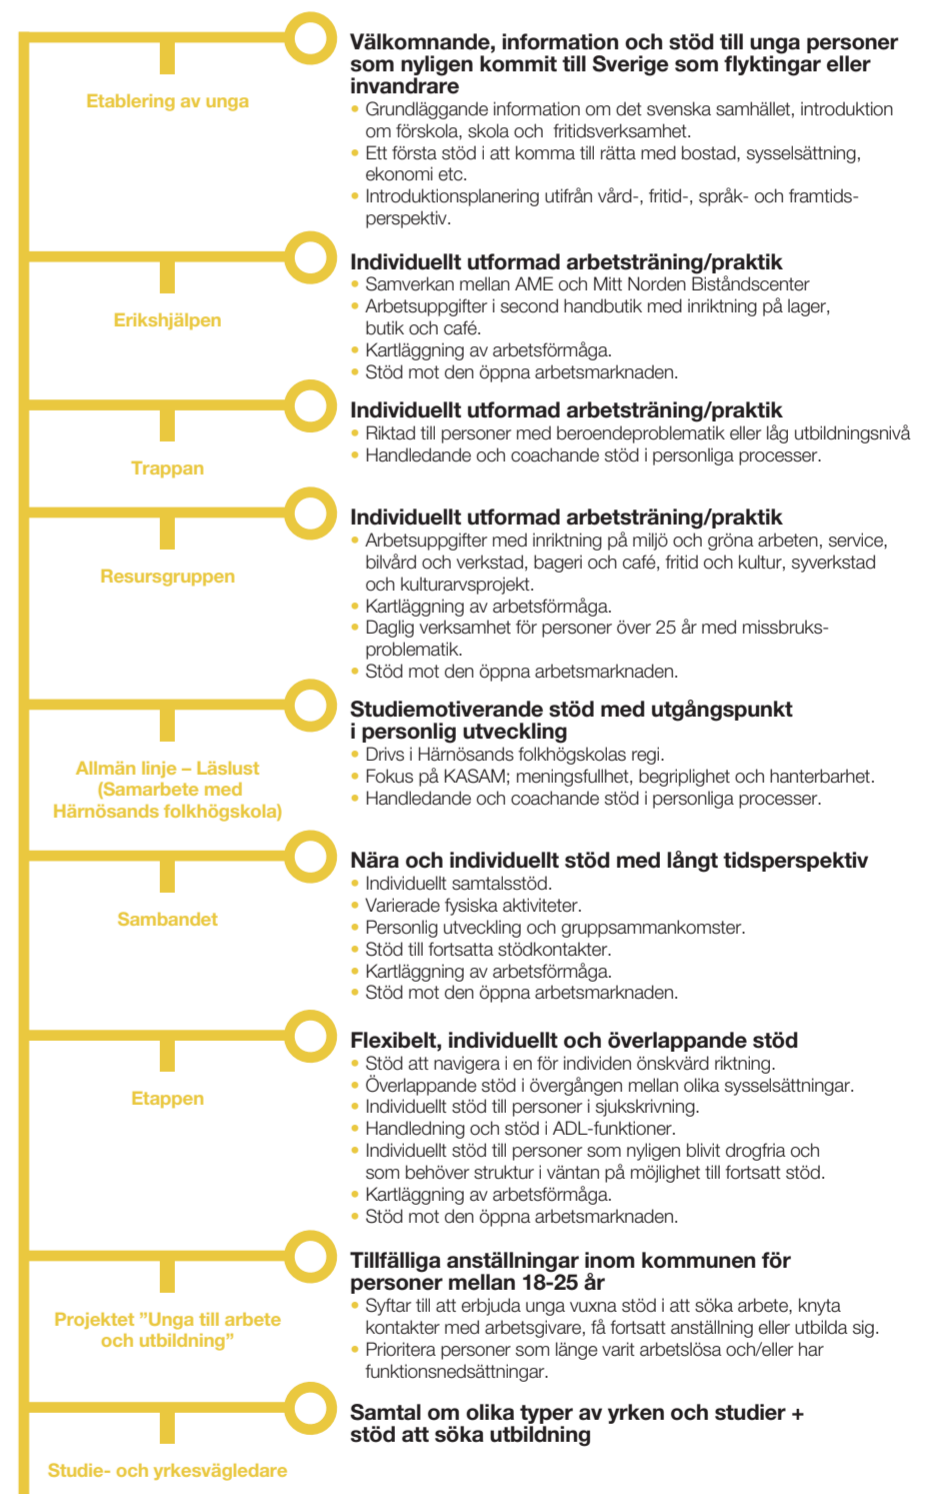 Etablering av unga
Välkomnande, information och stöd till unga personer
som nyligen kommit till Sverige som flyktingar eller
invandrare
• Grundläggande information om det svenska samhället, introduktion
om förskola, skola och fritidsverksamhet.
• Ett första stöd i att komma till rätta med bostad, sysselsättning,
ekonomi etc.
• Introduktionsplanering utifrån vård-, fritid-, språk- och framtids-
perspektiv.
Erikshjälpen
Individuellt utformad arbetsträning/praktik
• Samverkan mellan AME och Mitt Norden Biståndscenter
• Arbetsuppgifter i second handbutik med inriktning på lager,
butik och café.
• Kartläggning av arbetsförmåga.
• Stöd mot den öppna arbetsmarknaden.
Trappan
Individuellt utformad arbetsträning/praktik
• Riktad till personer med beroendeproblematik eller låg utbildningsnivå
• Handledande och coachande stöd i personliga processer.
Resursgruppen
Individuellt utformad arbetsträning/praktik
• Arbetsuppgifter med inriktning på miljö och gröna arbeten, service,
bilvård och verkstad, bageri och café, fritid och kultur, syverkstad
och kulturarvsprojekt.
• Kartläggning av arbetsförmåga.
• Daglig verksamhet för personer över 25 år med missbruks-
problematik.
• Stöd mot den öppna arbetsmarknaden.
Allmän linje – Läslust
(Samarbete med
Härnösands folkhögskola)
Studiemotiverande stöd med utgångspunkt
i personlig utveckling
• Drivs i Härnösands folkhögskolas regi.
• Fokus på KASAM; meningsfullhet, begriplighet och hanterbarhet.
• Handledande och coachande stöd i personliga processer.
Sambandet
Nära och individuellt stöd med långt tidsperspektiv
• Individuellt samtalsstöd.
• Varierade fysiska aktiviteter.
• Personlig utveckling och gruppsammankomster.
• Stöd till fortsatta stödkontakter.
• Kartläggning av arbetsförmåga.
• Stöd mot den öppna arbetsmarknaden.
Etappen
Flexibelt, individuellt och överlappande stöd
• Stöd att navigera i en för individen önskvärd riktning.
• Överlappande stöd i övergången mellan olika sysselsättningar.
• Individuellt stöd till personer i sjukskrivning.
• Handledning och stöd i ADL-funktioner.
• Individuellt stöd till personer som nyligen blivit drogfria och
som behöver struktur i väntan på möjlighet till fortsatt stöd.
• Kartläggning av arbetsförmåga.
• Stöd mot den öppna arbetsmarknaden.
Projektet ”Unga till arbete
och utbildning”
Tillfälliga anställningar inom kommunen för
personer mellan 18-25 år
• Syftar till att erbjuda unga vuxna stöd i att söka arbete, knyta
kontakter med arbetsgivare, få fortsatt anställning eller utbilda sig.
• Prioritera personer som länge varit arbetslösa och/eller har
funktionsnedsättningar.
Studie- och yrkesvägledare
Samtal om olika typer av yrken och studier +
stöd att söka utbildning